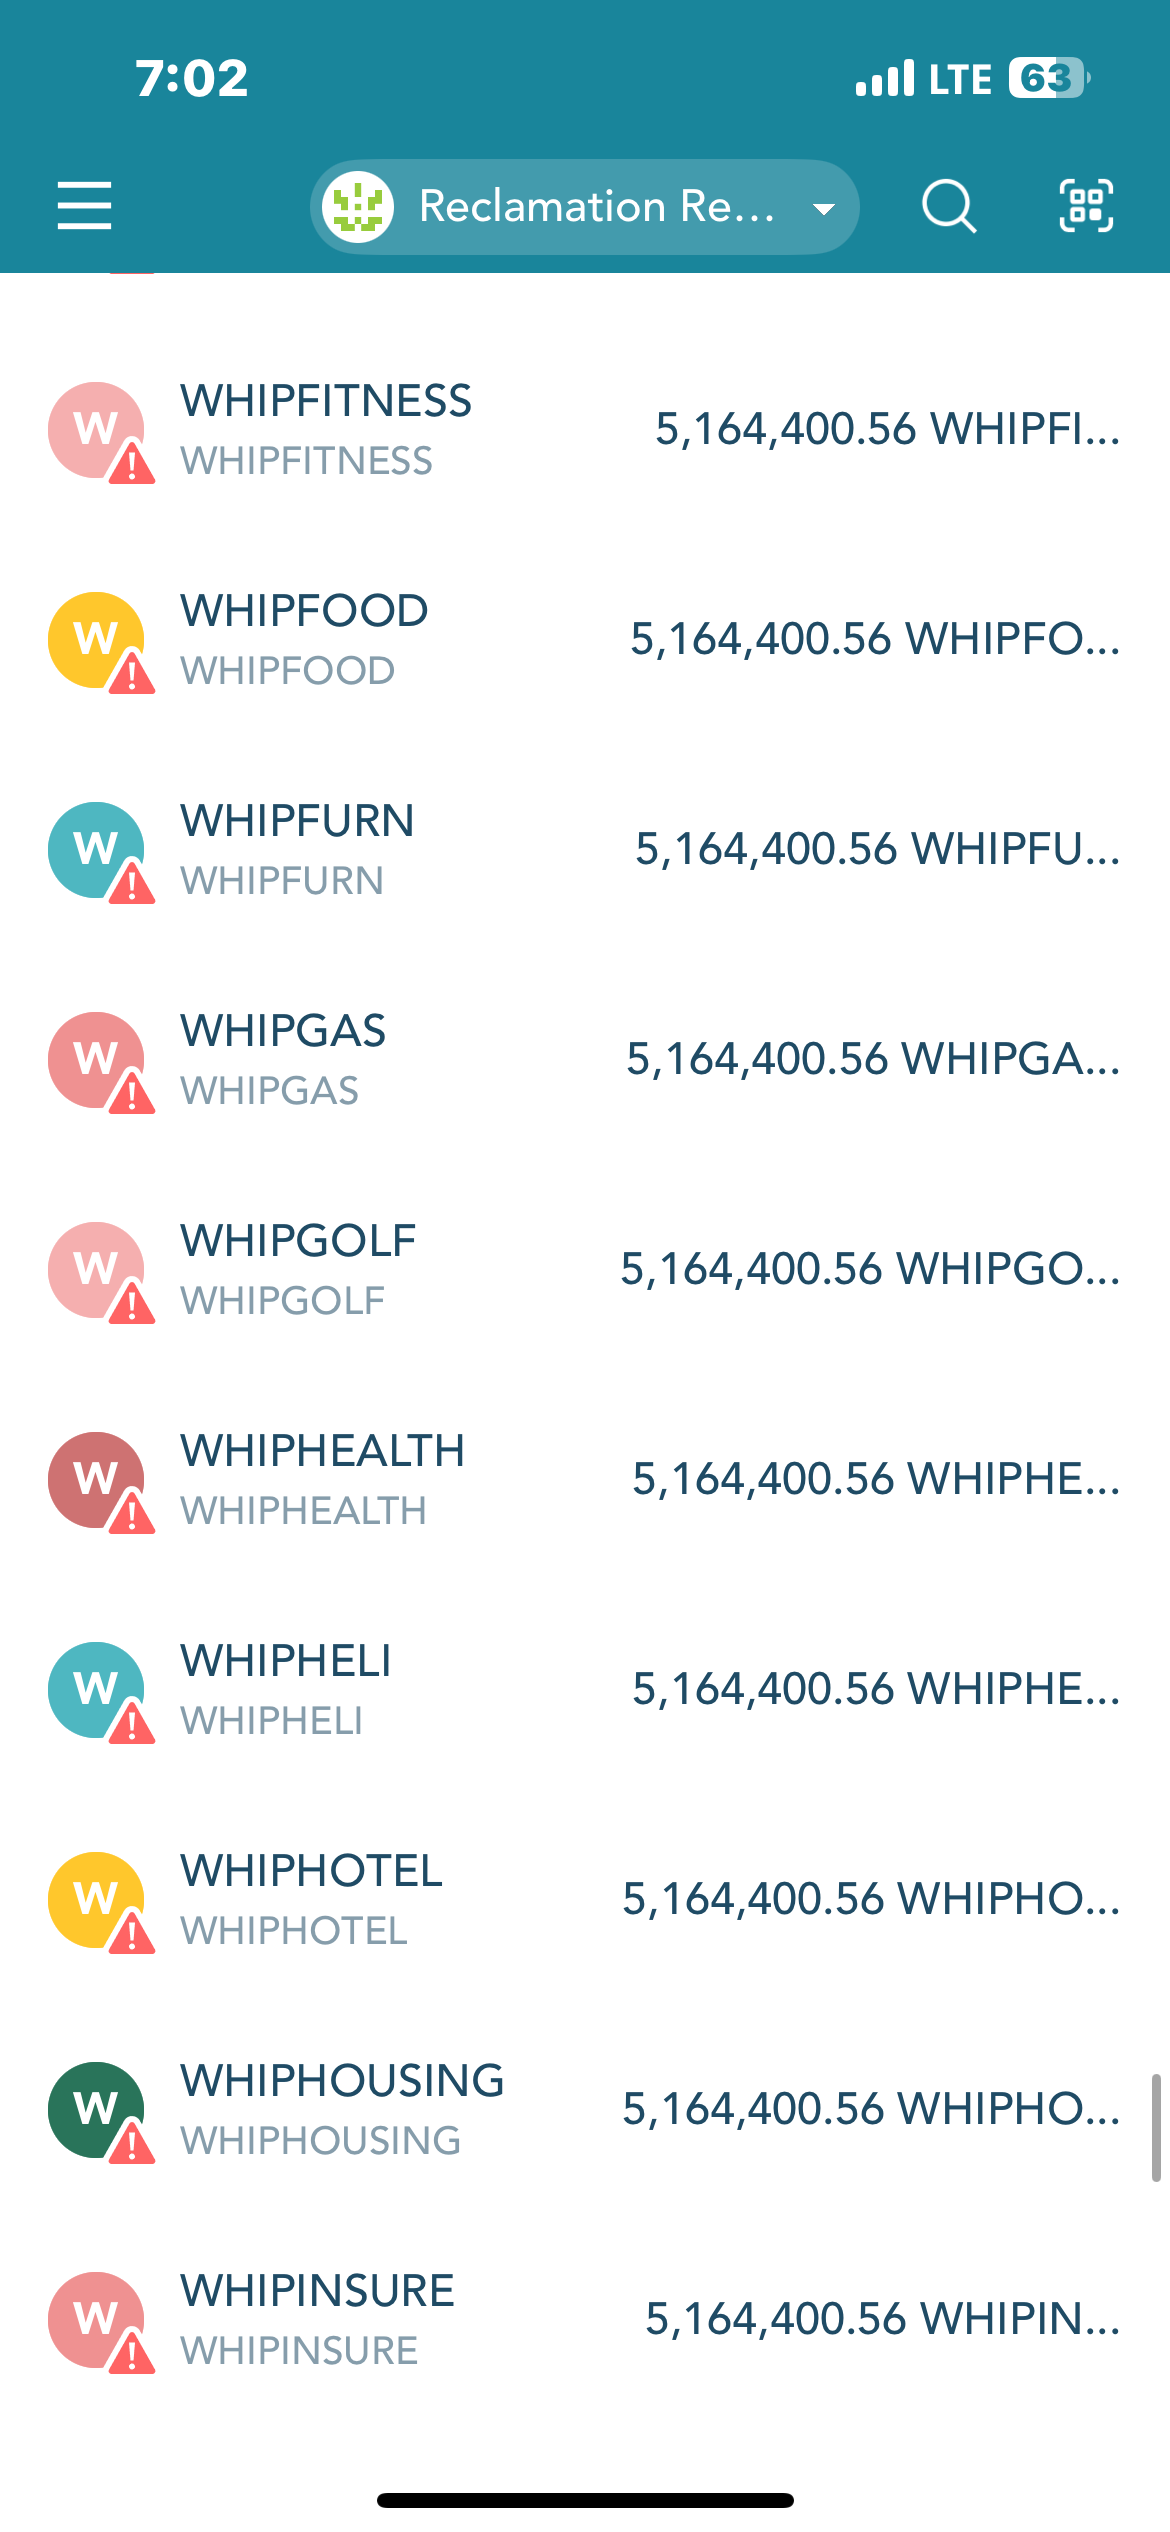 7:02 LTE 63
Reclamation Re...
W WHIPFITNESS 5,164,400.56 WHIPFI...
WHIPFITNESS
W WHIPFOOD 5,164,400.56 WHIPFO...
WHIPFOOD
W WHIPFURN 5,164,400.56 WHIPFU...
WHIPFURN
W WHIPGAS 5,164,400.56 WHIPGA...
WHIPGAS
W WHIPGOLF 5,164,400.56 WHIPGO...
WHIPGOLF
W WHIPHEALTH 5,164,400.56 WHIPHE...
WHIPHEALTH
W WHIPHELI 5,164,400.56 WHIPHE...
WHIPHELI
W WHIPHOTEL 5,164,400.56 WHIPHO...
WHIPHOTEL
W WHIPHOUSING 5,164,400.56 WHIPHO...
WHIPHOUSING
W WHIPINSURE 5,164,400.56 WHIPIN...
WHIPINSURE